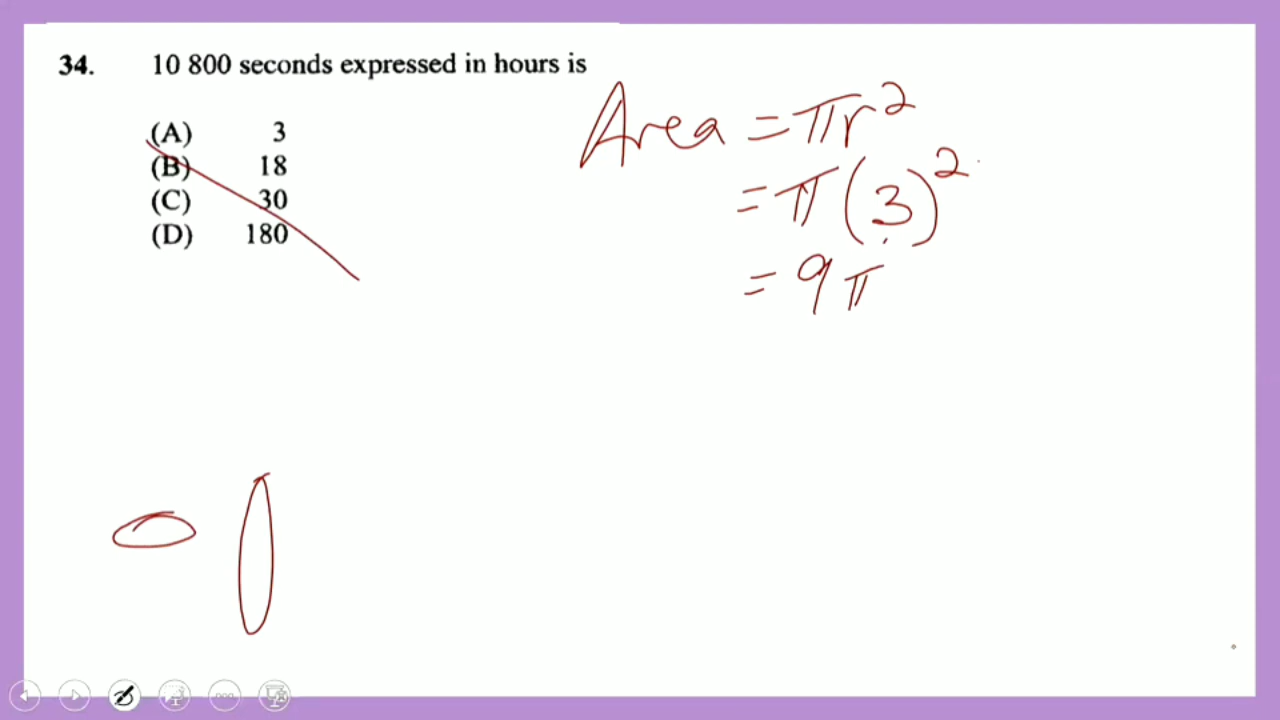 34. 10 800 seconds expressed in hours is
(A) 3
(B) 18
(C) 30
(D) 180
Area = πr²
= π(3)²
= 9π